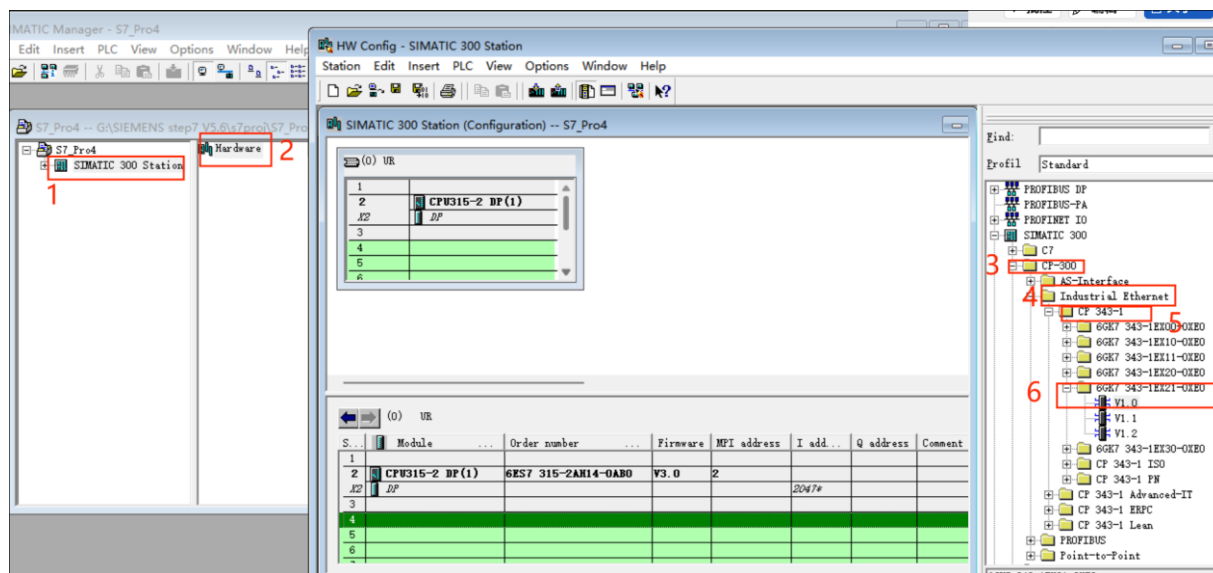 IMATIC Manager - S7_Pro4
Edit Insert PLC View Options Window Help
S7_Pro4 -- G:\SIEMENS step7 V5.6\s7proj\S7_Pro
S7_Pro4
SIMATIC 300 Station
1
Hardware
2
HW Config - SIMATIC 300 Station
Station Edit Insert PLC View Options Window Help
SIMATIC 300 Station (Configuration) -- S7_Pro4
(0) UR
1
2 CPU315-2 DP(1)
X2 DP
3
4
5
6
(0) UR
S... Module ... Order number ... Firmware MPI address I add... Q address Comment
1
2 CPU315-2 DP(1) 6ES7 315-2AH14-0AB0 V3.0 2
X2 DP 2047*
3
4
5
6
Find:
Profil Standard
PROFIBUS DP
PROFIBUS-PA
PROFINET IO
SIMATIC 300
C7
3 CP-300
AS-Interface
4 Industrial Ethernet
CP 343-1
5
6GK7 343-1EX00-0XE0
6GK7 343-1EX10-0XE0
6GK7 343-1EX11-0XE0
6GK7 343-1EX20-0XE0
6GK7 343-1EX21-0XE0
6 V1.0
V1.1
V1.2
6GK7 343-1EX30-0XE0
CP 343-1 ISO
CP 343-1 PN
CP 343-1 Advanced-IT
CP 343-1 ERPC
CP 343-1 Lean
PROFIBUS
Point-to-Point